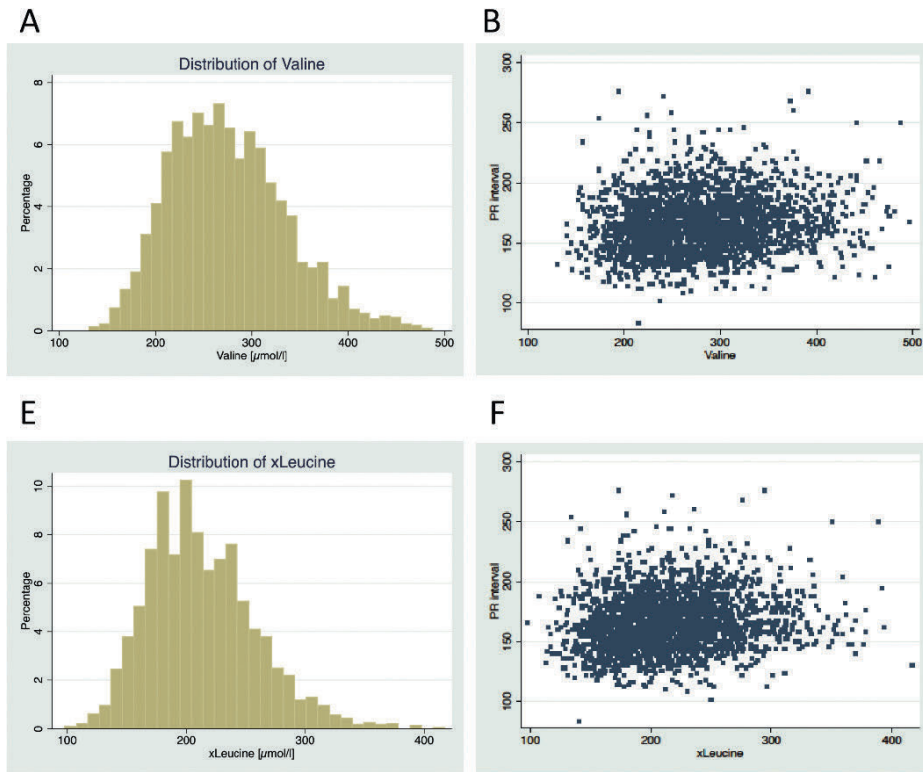 A
Distribution of Valine
Percentage
8
6
4
2
0
100 200 300 400 500
Valine [µmol/l]
B
PR interval
300
250
200
150
100
100 200 300 400 500
Valine
E
Distribution of xLeucine
Percentage
10
8
6
4
2
0
100 200 300 400
xLeucine [µmol/l]
F
PR interval
300
250
200
150
100
100 200 300 400
xLeucine